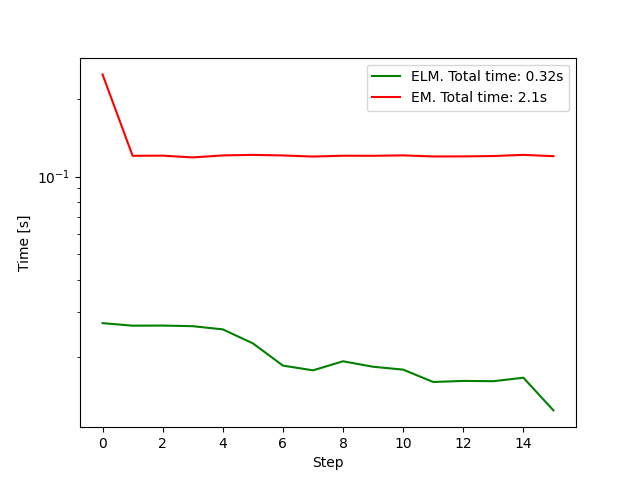 ELM. Total time: 0.32s
EM. Total time: 2.1s
10⁻¹
Time [s]
0 2 4 6 8 10 12 14
Step